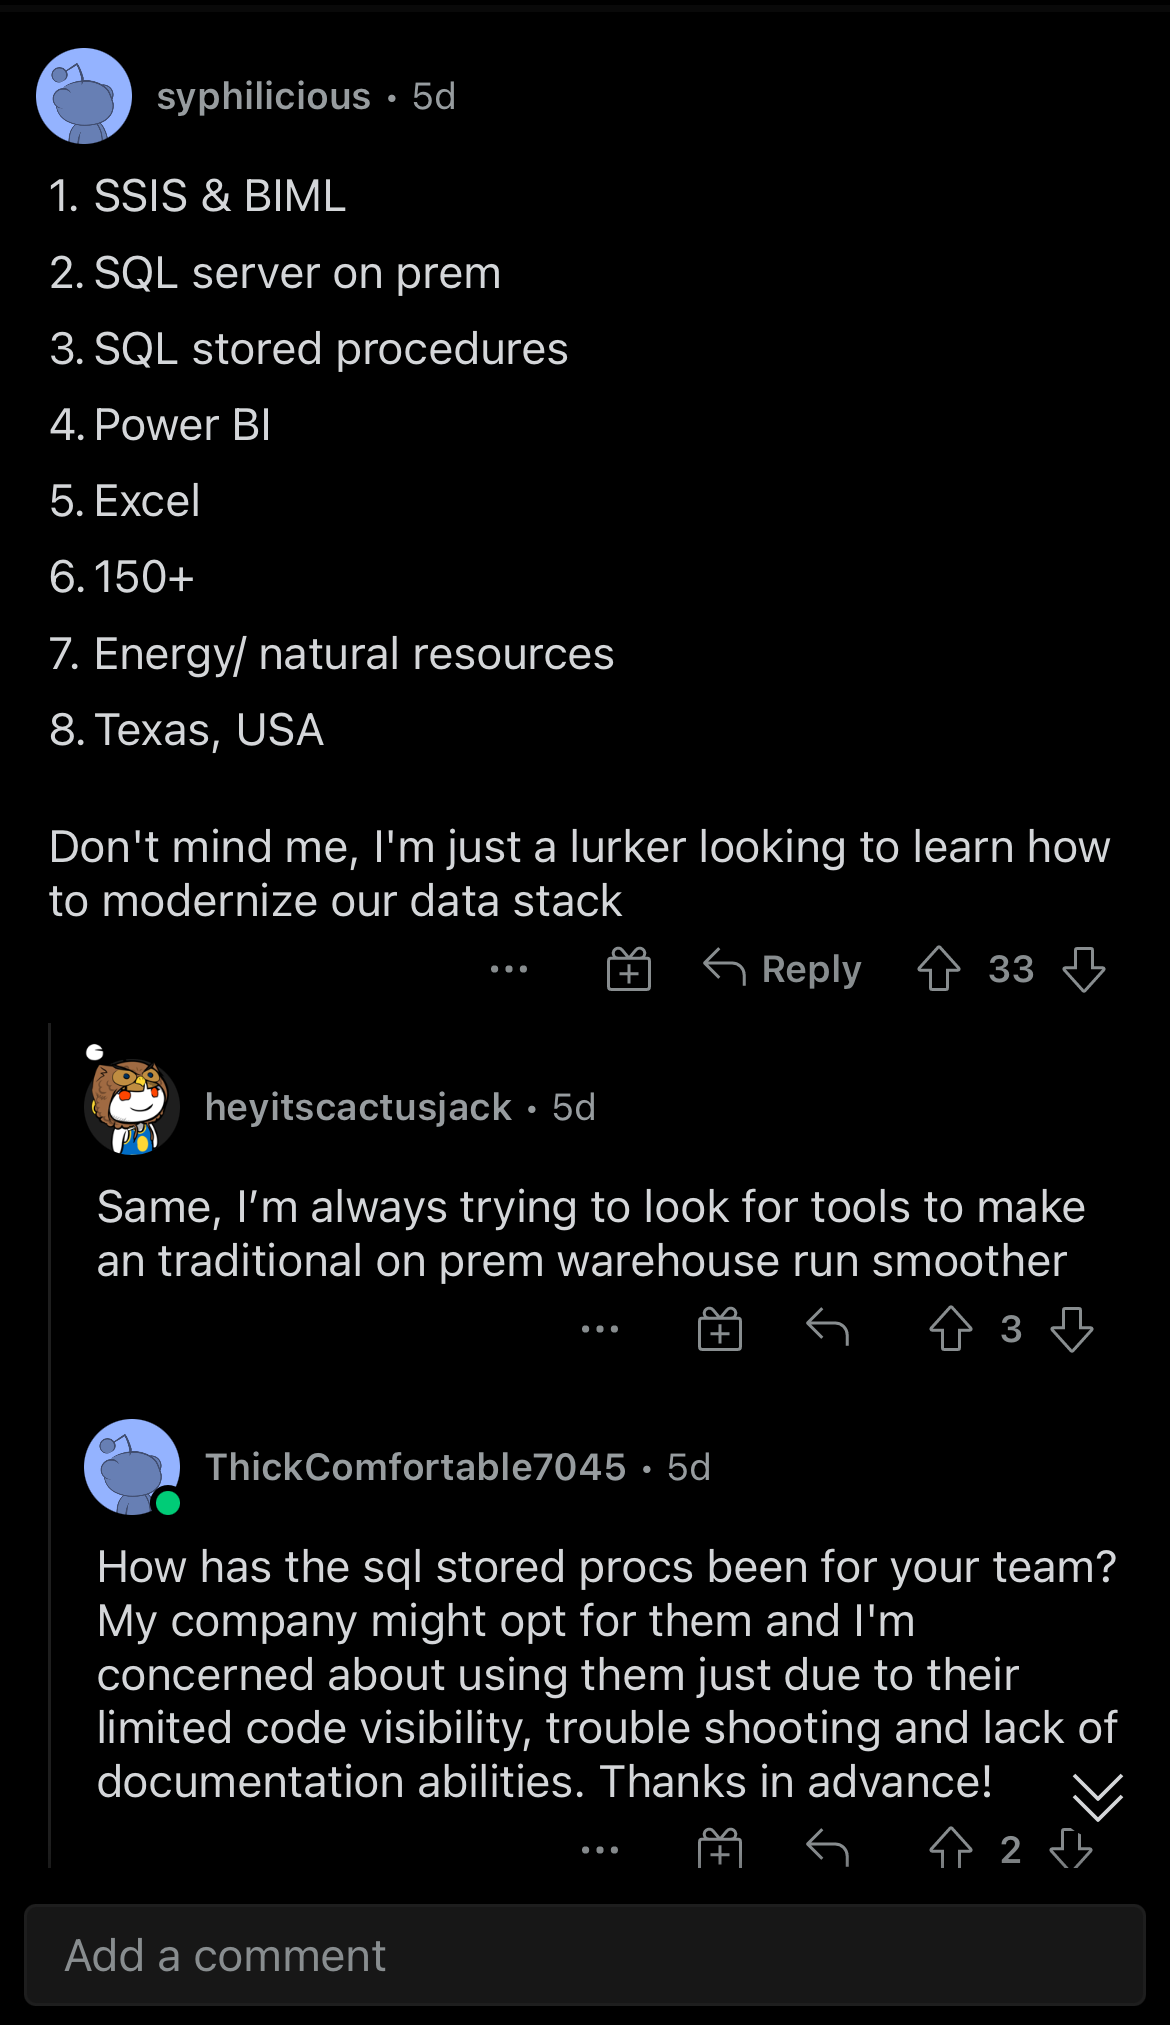 syphilicious · 5d
1. SSIS & BIML
2. SQL server on prem
3. SQL stored procedures
4. Power BI
5. Excel
6. 150+
7. Energy/ natural resources
8. Texas, USA
Don't mind me, I'm just a lurker looking to learn how
to modernize our data stack
Reply 33
heyitscactusjack · 5d
Same, I’m always trying to look for tools to make
an traditional on prem warehouse run smoother
3
ThickComfortable7045 · 5d
How has the sql stored procs been for your team?
My company might opt for them and I'm
concerned about using them just due to their
limited code visibility, trouble shooting and lack of
documentation abilities. Thanks in advance!
2
Add a comment